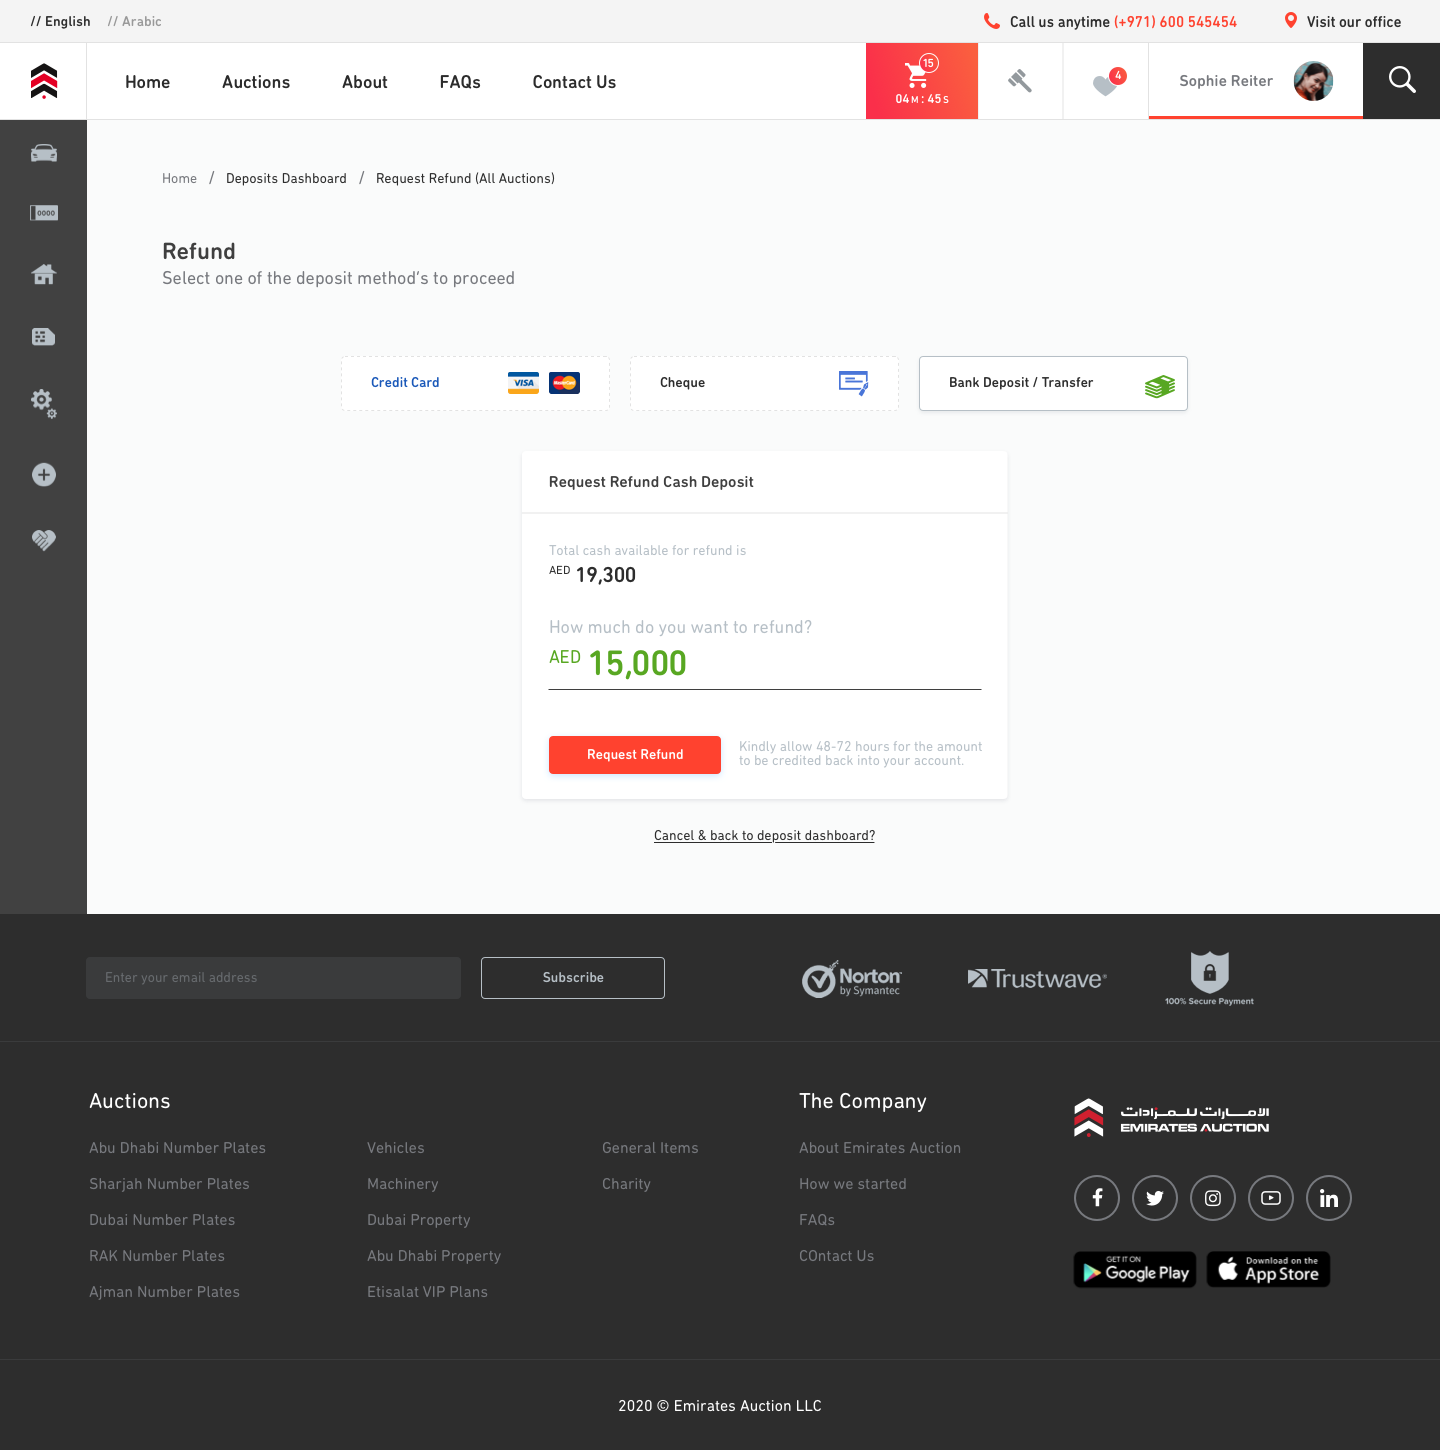 // English // Arabic
Call us anytime (+971) 600 545454 Visit our office
Home Auctions About FAQs Contact Us
15
04M : 45S
4
Sophie Reiter
0000
Home / Deposits Dashboard / Request Refund (All Auctions)
Refund
Select one of the deposit method's to proceed
Credit Card VISA MasterCard
Cheque
Bank Deposit / Transfer
Request Refund Cash Deposit
Total cash available for refund is
AED 19,300
How much do you want to refund?
AED 15,000
Request Refund
Kindly allow 48-72 hours for the amount
to be credited back into your account.
Cancel & back to deposit dashboard?
Enter your email address
Subscribe
Norton
by Symantec
Trustwave
100% Secure Payment
Auctions
Abu Dhabi Number Plates
Sharjah Number Plates
Dubai Number Plates
RAK Number Plates
Ajman Number Plates
Vehicles
Machinery
Dubai Property
Abu Dhabi Property
Etisalat VIP Plans
General Items
Charity
The Company
About Emirates Auction
How we started
FAQs
COntact Us
الامارات للمزادات
EMIRATES AUCTION
GET IT ON
Google Play
Download on the
App Store
2020 © Emirates Auction LLC